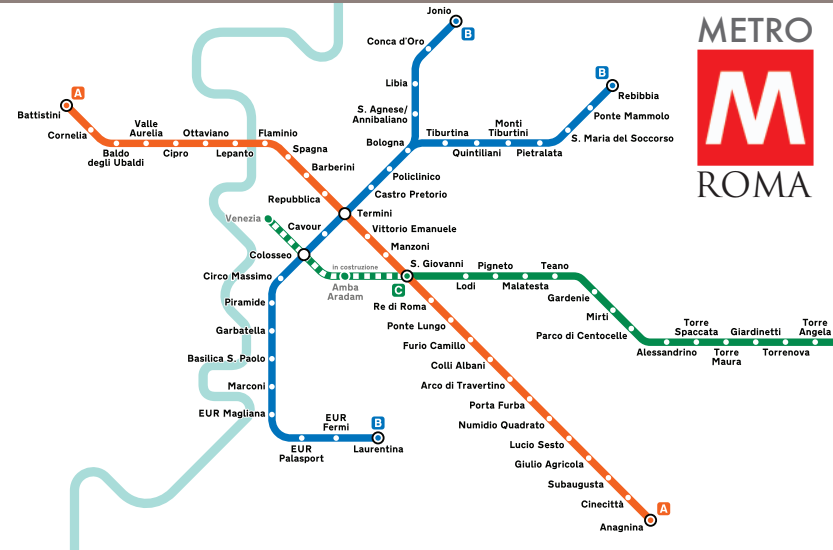 METRO
M
ROMA
Jonio
B
Conca d'Oro
Libia
S. Agnese/
Annibaliano
Bologna
B
Rebibbia
Ponte Mammolo
S. Maria del Soccorso
Tiburtina
Quintiliani
Monti
Tiburtini
Pietralata
A
Battistini
Cornelia
Baldo
degli Ubaldi
Valle
Aurelia
Cipro
Ottaviano
Lepanto
Flaminio
Spagna
Barberini
Repubblica
Policlinico
Castro Pretorio
Termini
Venezia
Cavour
Colosseo
Vittorio Emanuele
Manzoni
in costruzione
Amba
Aradam
C
S. Giovanni
Lodi
Pigneto
Malatesta
Teano
Gardenie
Mirti
Parco di Centocelle
Alessandrino
Torre
Spaccata
Torre
Maura
Giardinetti
Torrenova
Torre
Angela
Circo Massimo
Piramide
Garbatella
Basilica S. Paolo
Marconi
EUR Magliana
EUR
Palasport
EUR
Fermi
B
Laurentina
Re di Roma
Ponte Lungo
Furio Camillo
Colli Albani
Arco di Travertino
Porta Furba
Numidio Quadrato
Lucio Sesto
Giulio Agricola
Subaugusta
Cinecittà
A
Anagnina